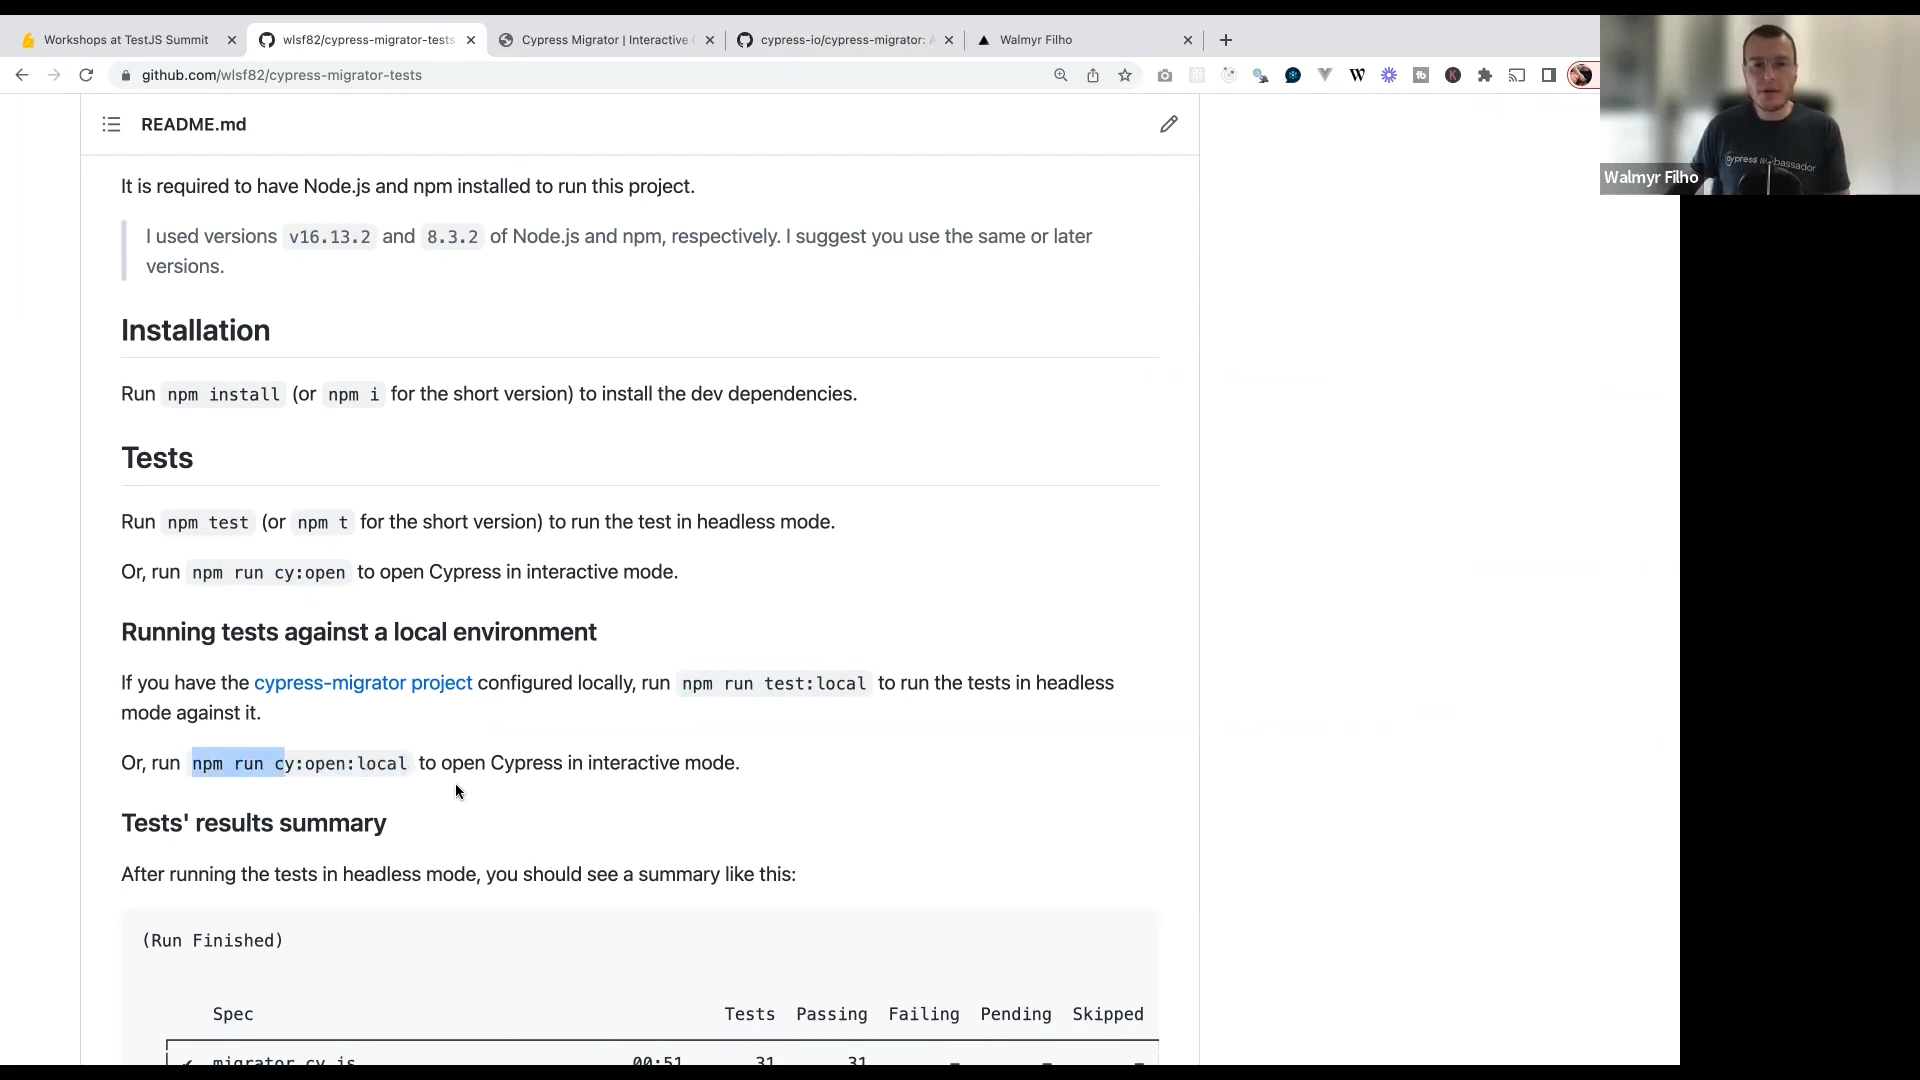 Workshops at TestJS Summit
wlsf82/cypress-migrator-tests
Cypress Migrator | Interactive
cypress-io/cypress-migrator:
Walmyr Filho
github.com/wlsf82/cypress-migrator-tests
README.md
It is required to have Node.js and npm installed to run this project.
I used versions v16.13.2 and 8.3.2 of Node.js and npm, respectively. I suggest you use the same or later
versions.
Installation
Run npm install (or npm i for the short version) to install the dev dependencies.
Tests
Run npm test (or npm t for the short version) to run the test in headless mode.
Or, run npm run cy:open to open Cypress in interactive mode.
Running tests against a local environment
If you have the cypress-migrator project configured locally, run npm run test:local to run the tests in headless
mode against it.
Or, run npm run cy:open:local to open Cypress in interactive mode.
Tests' results summary
After running the tests in headless mode, you should see a summary like this:
(Run Finished)
Spec Tests Passing Failing Pending Skipped
✔ migrator.cy.js 00:51 31 31 - - -
cypress ambassador
Walmyr Filho